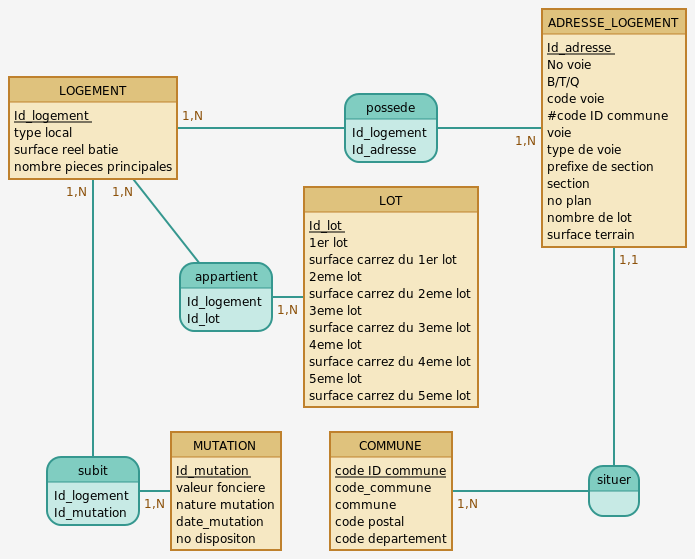 ADRESSE_LOGEMENT
Id_adresse
No voie
B/T/Q
code voie
#code ID commune
voie
type de voie
prefixe de section
section
no plan
nombre de lot
surface terrain
LOGEMENT
Id_logement
type local
surface reel batie
nombre pieces principales
1,N
possede
Id_logement
Id_adresse
1,N
1,N
1,N
LOT
Id_lot
1er lot
surface carrez du 1er lot
2eme lot
surface carrez du 2eme lot
3eme lot
surface carrez du 3eme lot
4eme lot
surface carrez du 4eme lot
5eme lot
surface carrez du 5eme lot
appartient
Id_logement
Id_lot
1,N
1,1
subit
Id_logement
Id_mutation
1,N
MUTATION
Id_mutation
valeur fonciere
nature mutation
date_mutation
no dispositon
COMMUNE
code ID commune
code_commune
commune
code postal
code departement
1,N
situer